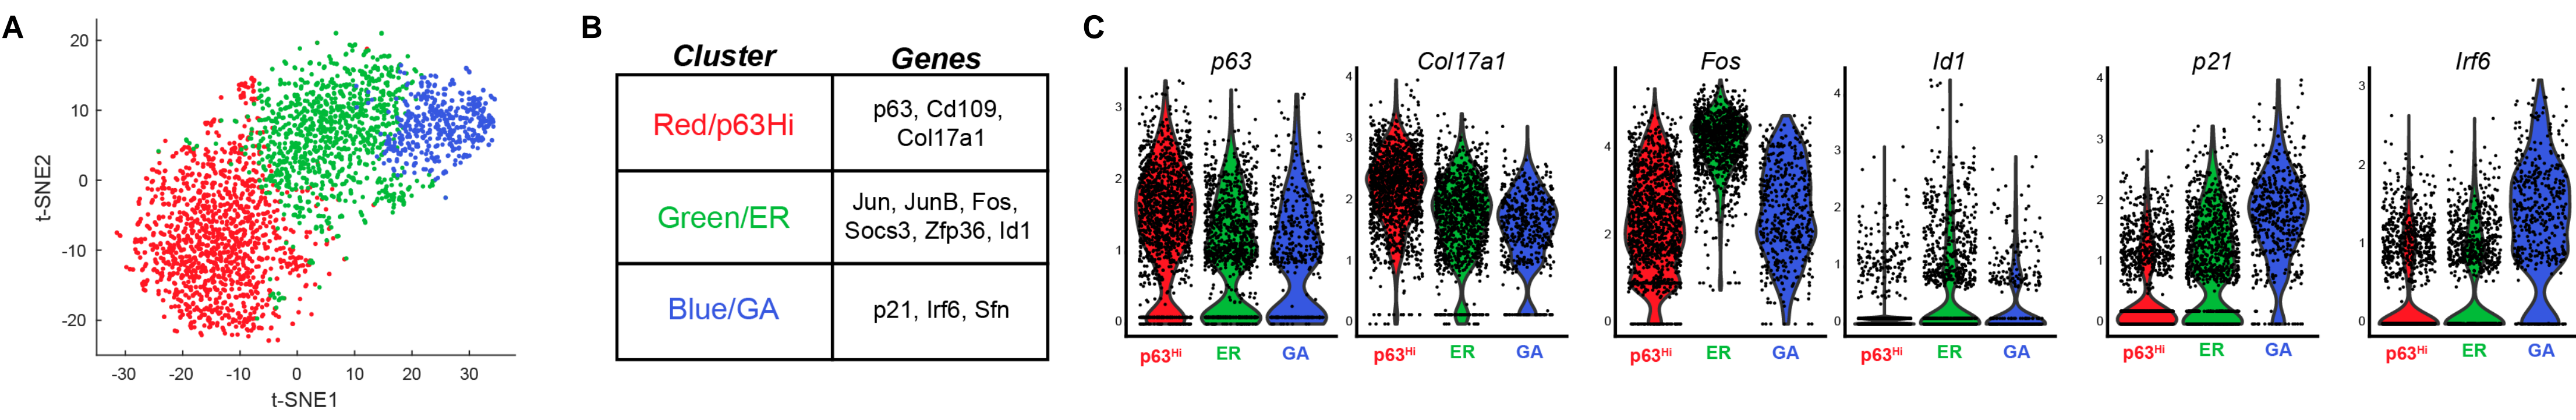 A
20
10
0
-10
-20
t-SNE2
-30 -20 -10 0 10 20 30
t-SNE1
B
Cluster Genes
Red/p63Hi
p63, Cd109,
Col17a1
Green/ER
Jun, JunB, Fos,
Socs3, Zfp36, Id1
Blue/GA
p21, Irf6, Sfn
C
p63
3
2
1
0
p63Hi ER GA
Col17a1
4
3
2
1
0
p63Hi ER GA
Fos
4
2
0
p63Hi ER GA
Id1
4
3
2
1
0
p63Hi ER GA
p21
4
3
2
1
0
p63Hi ER GA
Irf6
3
2
1
0
p63Hi ER GA